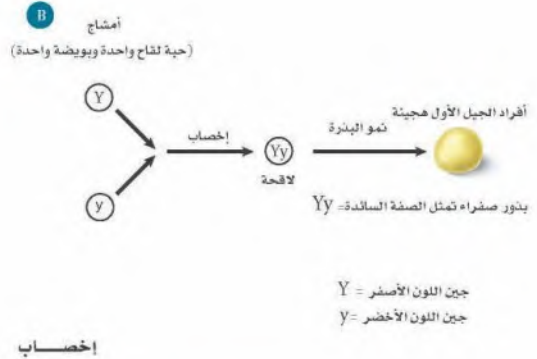 B
أمشاج
(حبة لقاح واحدة وبويضة واحدة)
Y
y
إخصاب
Yy
لاقحة
نمو البذرة
أفراد الجيل الأول هجينة
بذور صفراء تمثل الصفة السائدة= Yy
جين اللون الأصفر = Y
جين اللون الأخضر = y
إخصــاب